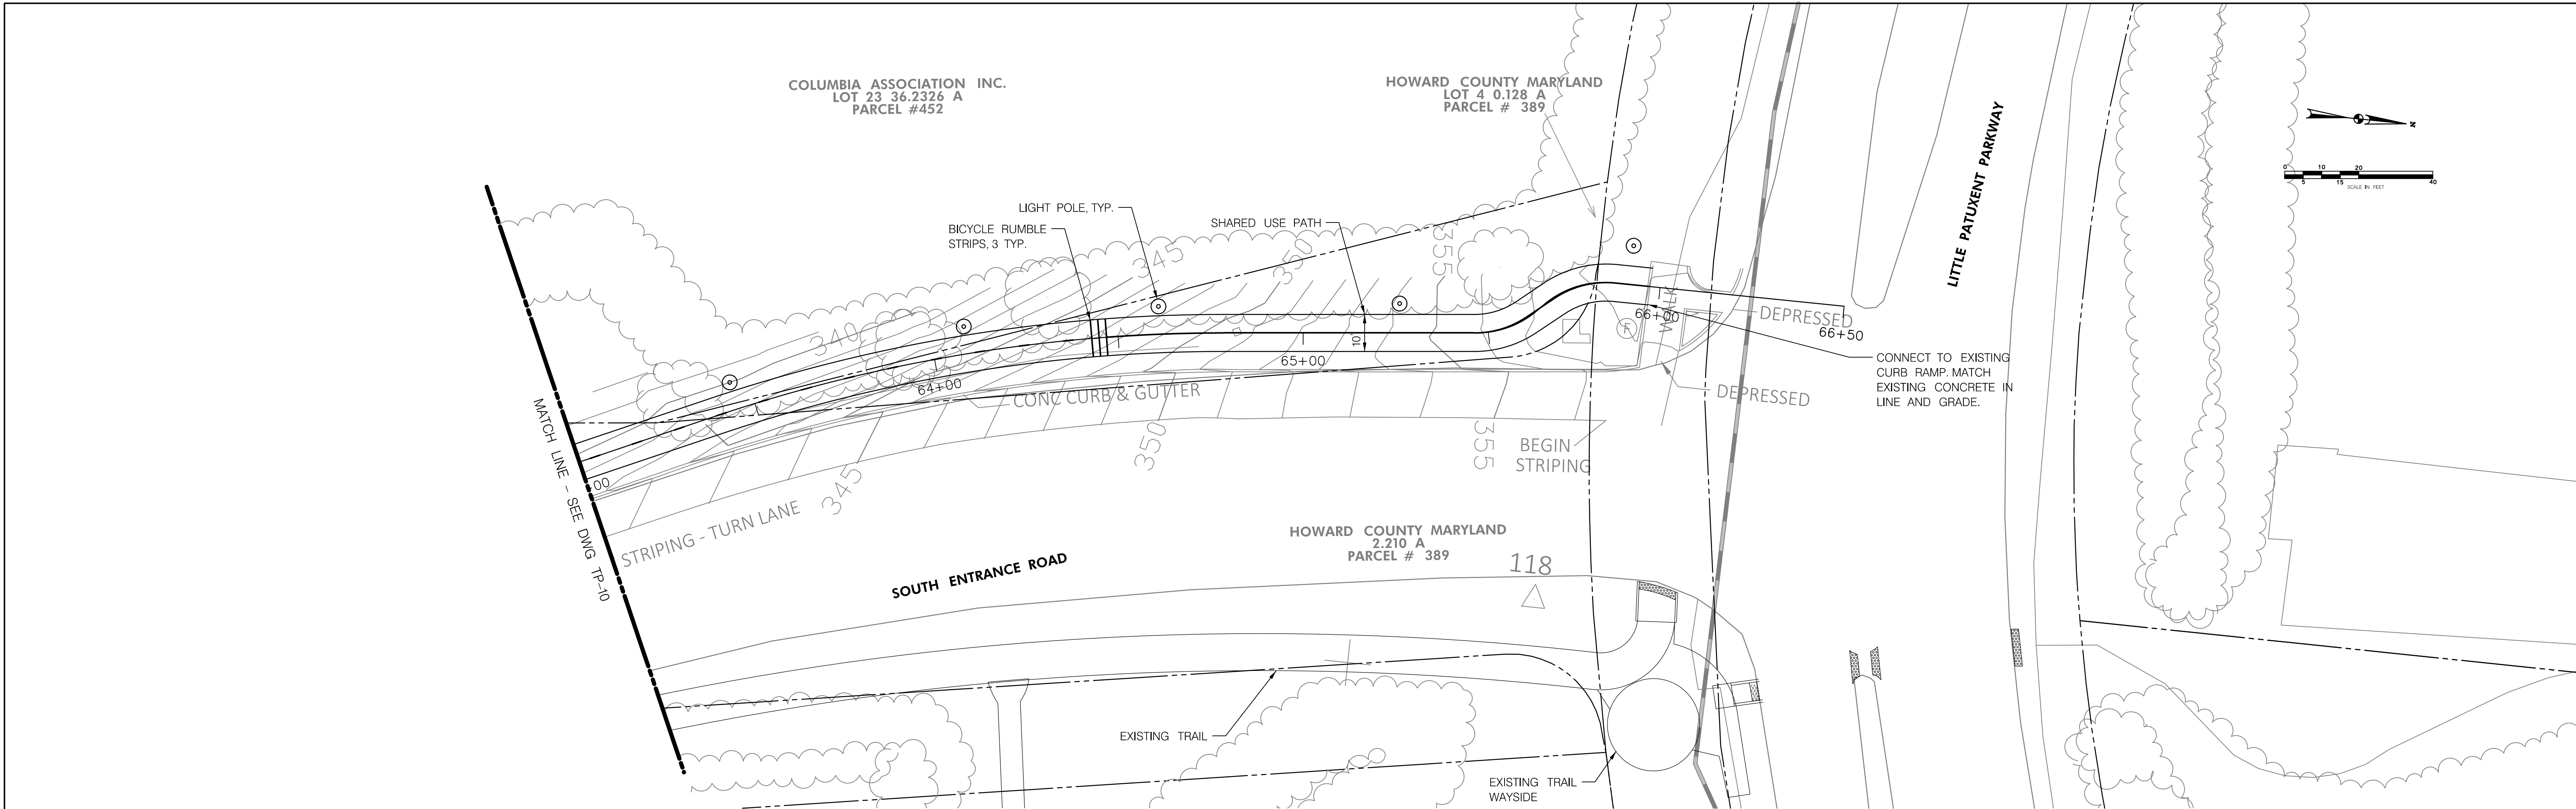 COLUMBIA ASSOCIATION INC.
LOT 23 36.2326 A
PARCEL #452
HOWARD COUNTY MARYLAND
LOT 4 0.128 A
PARCEL # 389
LITTLE PATUXENT PARKWAY
N
0 10 20
5 15 40
SCALE IN FEET
LIGHT POLE, TYP.
BICYCLE RUMBLE
STRIPS, 3 TYP.
SHARED USE PATH
340
345
350
355
10'
64+00
65+00
66+00
66+50
F
DEPRESSED
DEPRESSED
CONNECT TO EXISTING
CURB RAMP. MATCH
EXISTING CONCRETE IN
LINE AND GRADE.
CONC CURB & GUTTER
+00
MATCH LINE - SEE DWG TP-10
STRIPING - TURN LANE
345
350
355
BEGIN
STRIPING
SOUTH ENTRANCE ROAD
HOWARD COUNTY MARYLAND
2.210 A
PARCEL # 389
118
EXISTING TRAIL
EXISTING TRAIL
WAYSIDE